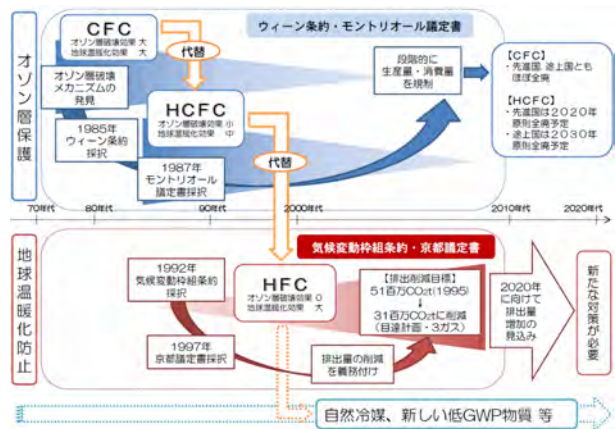 ウィーン条約・モントリオール議定書
オゾン層保護
CFC
オゾン層破壊効果 大
地球温暖化効果 大
代替
オゾン層破壊
メカニズムの
発見
HCFC
オゾン層破壊効果 小
地球温暖化効果 中
代替
1985年
ウィーン条約
採択
1987年
モントリオール
議定書採択
段階的に
生産量・消費量
を規制
【CFC】
・先進国、途上国とも
ほぼ全廃
【HCFC】
・先進国は2020年
原則全廃予定
・途上国は2030年
原則全廃予定
70年代
80年代
90年代
2000年代
2010年代
2020年代
気候変動枠組条約・京都議定書
地球温暖化防止
1992年
気候変動枠組条約
採択
1997年
京都議定書採択
HFC
オゾン層破壊効果 0
地球温暖化効果 大
排出量の削減
を義務付け
【排出削減目標】
51百万CO2t(1995)
↓
31百万CO2tに削減
(目達計画・3ガス)
2020年
に向けて
排出量
増加の
見込み
新たな対策が必要
自然冷媒、新しい低GWP物質 等